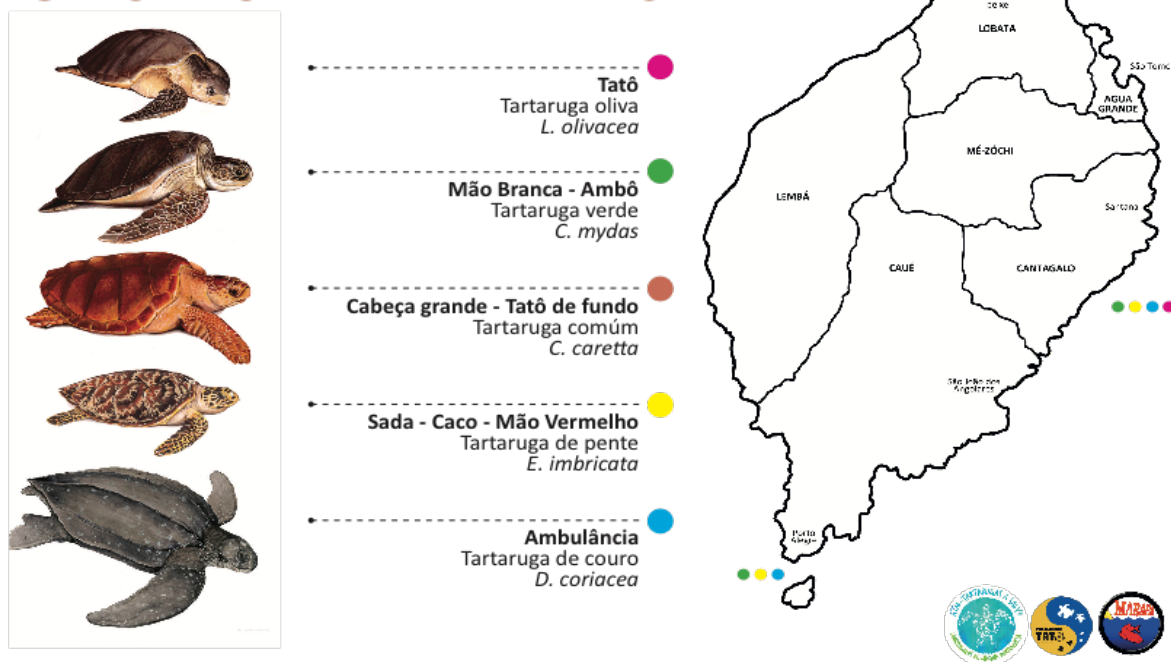 Tatô
Tartaruga oliva
L. olivacea
Mão Branca - Ambô
Tartaruga verde
C. mydas
Cabeça grande - Tatô de fundo
Tartaruga comúm
C. caretta
Sada - Caco - Mão Vermelho
Tartaruga de pente
E. imbricata
Ambulância
Tartaruga de couro
D. coriacea
LOBATA
São Tomé
AGUA
GRANDE
MÉ-ZÓCHI
LEMBÁ
Santana
CAUÉ
CANTAGALO
São João dos
Angolares
Porto
Alegre
TATÔ